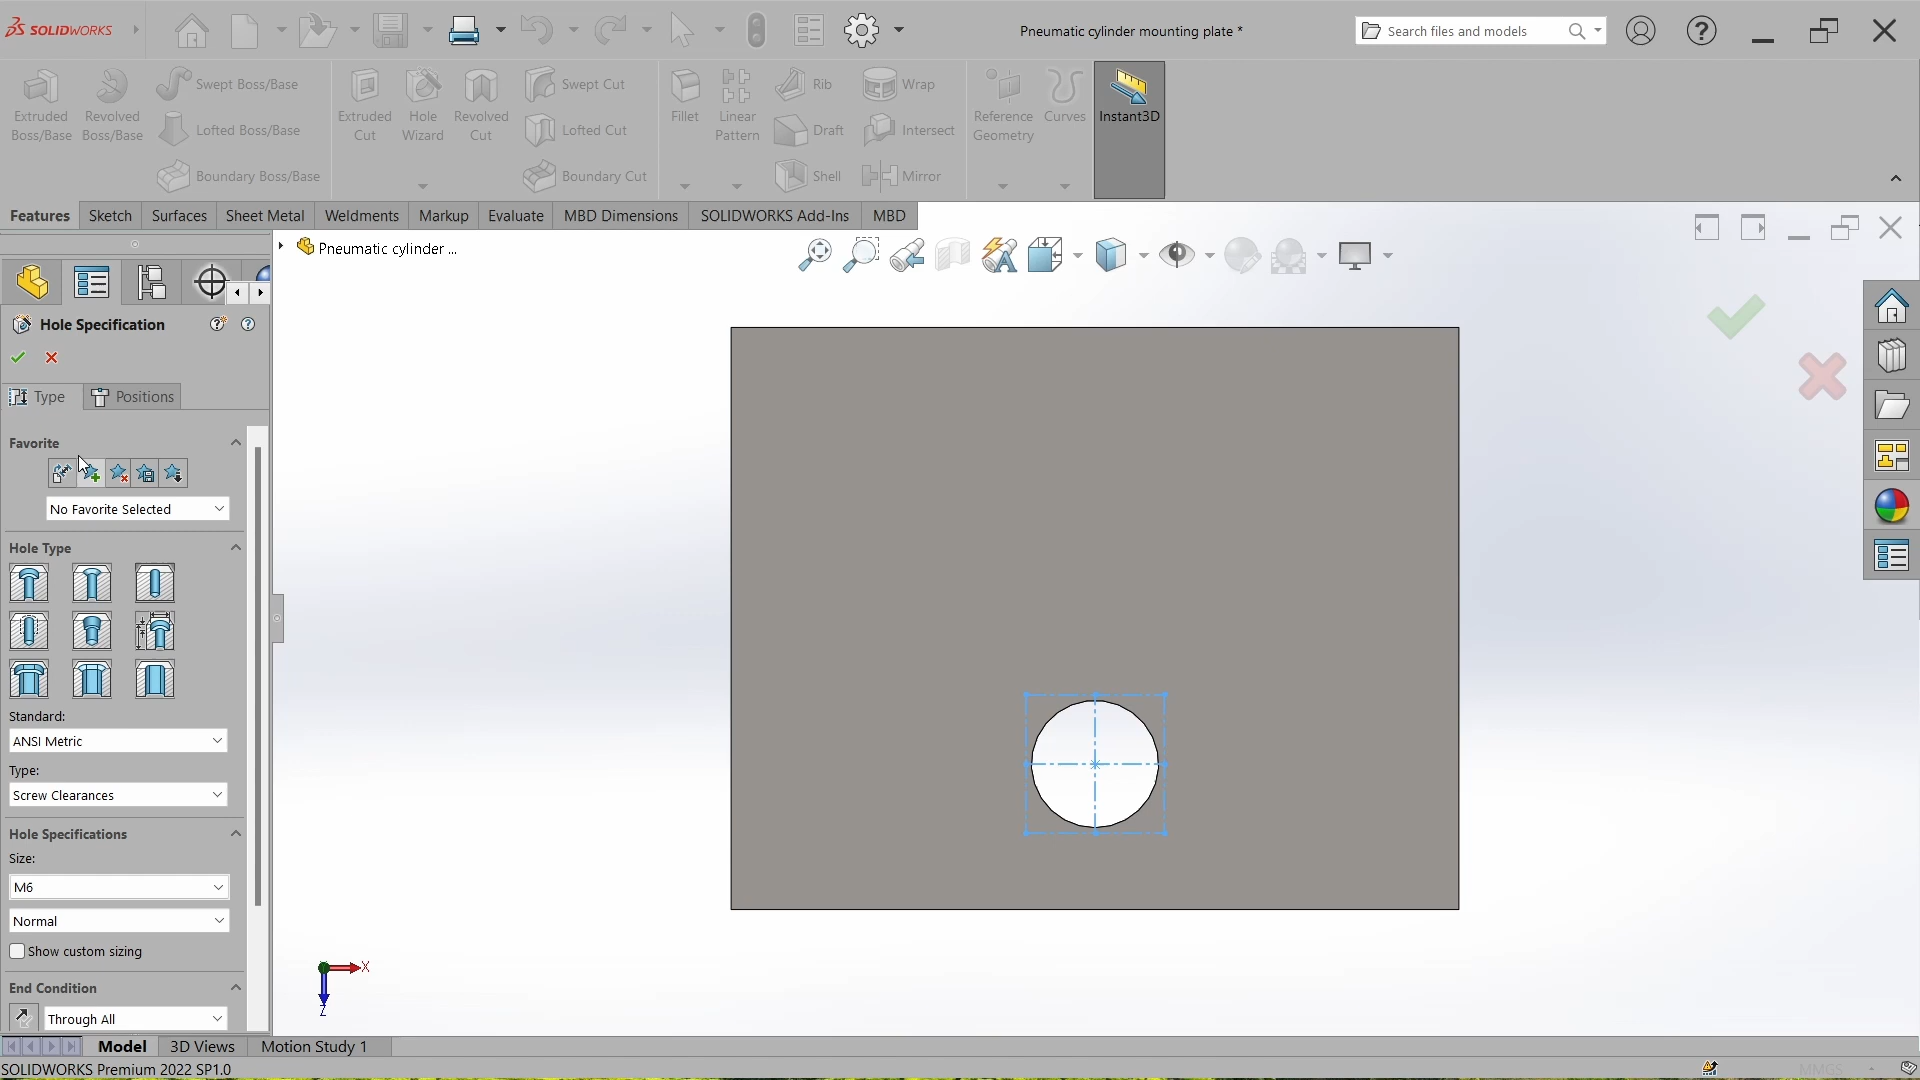 SOLIDWORKS
Pneumatic cylinder mounting plate *
Search files and models
Extruded Boss/Base
Revolved Boss/Base
Swept Boss/Base
Lofted Boss/Base
Boundary Boss/Base
Extruded Cut
Hole Wizard
Revolved Cut
Swept Cut
Lofted Cut
Boundary Cut
Fillet
Linear Pattern
Rib
Draft
Shell
Wrap
Intersect
Mirror
Reference Geometry
Curves
Instant3D
Features
Sketch
Surfaces
Sheet Metal
Weldments
Markup
Evaluate
MBD Dimensions
SOLIDWORKS Add-Ins
MBD
Pneumatic cylinder ...
Hole Specification
Type
Positions
Favorite
No Favorite Selected
Hole Type
Standard:
ANSI Metric
Type:
Screw Clearances
Hole Specifications
Size:
M6
Normal
Show custom sizing
End Condition
Through All
X
Z
Model
3D Views
Motion Study 1
SOLIDWORKS Premium 2022 SP1.0
MMGS